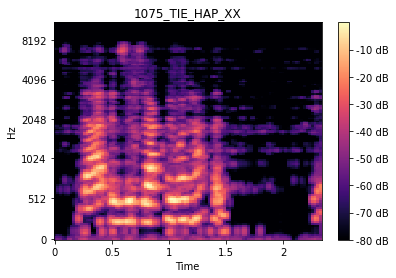 1075_TIE_HAP_XX
8192
4096
2048
1024
512
0
Hz
0 0.5 1 1.5 2
Time
-10 dB
-20 dB
-30 dB
-40 dB
-50 dB
-60 dB
-70 dB
-80 dB